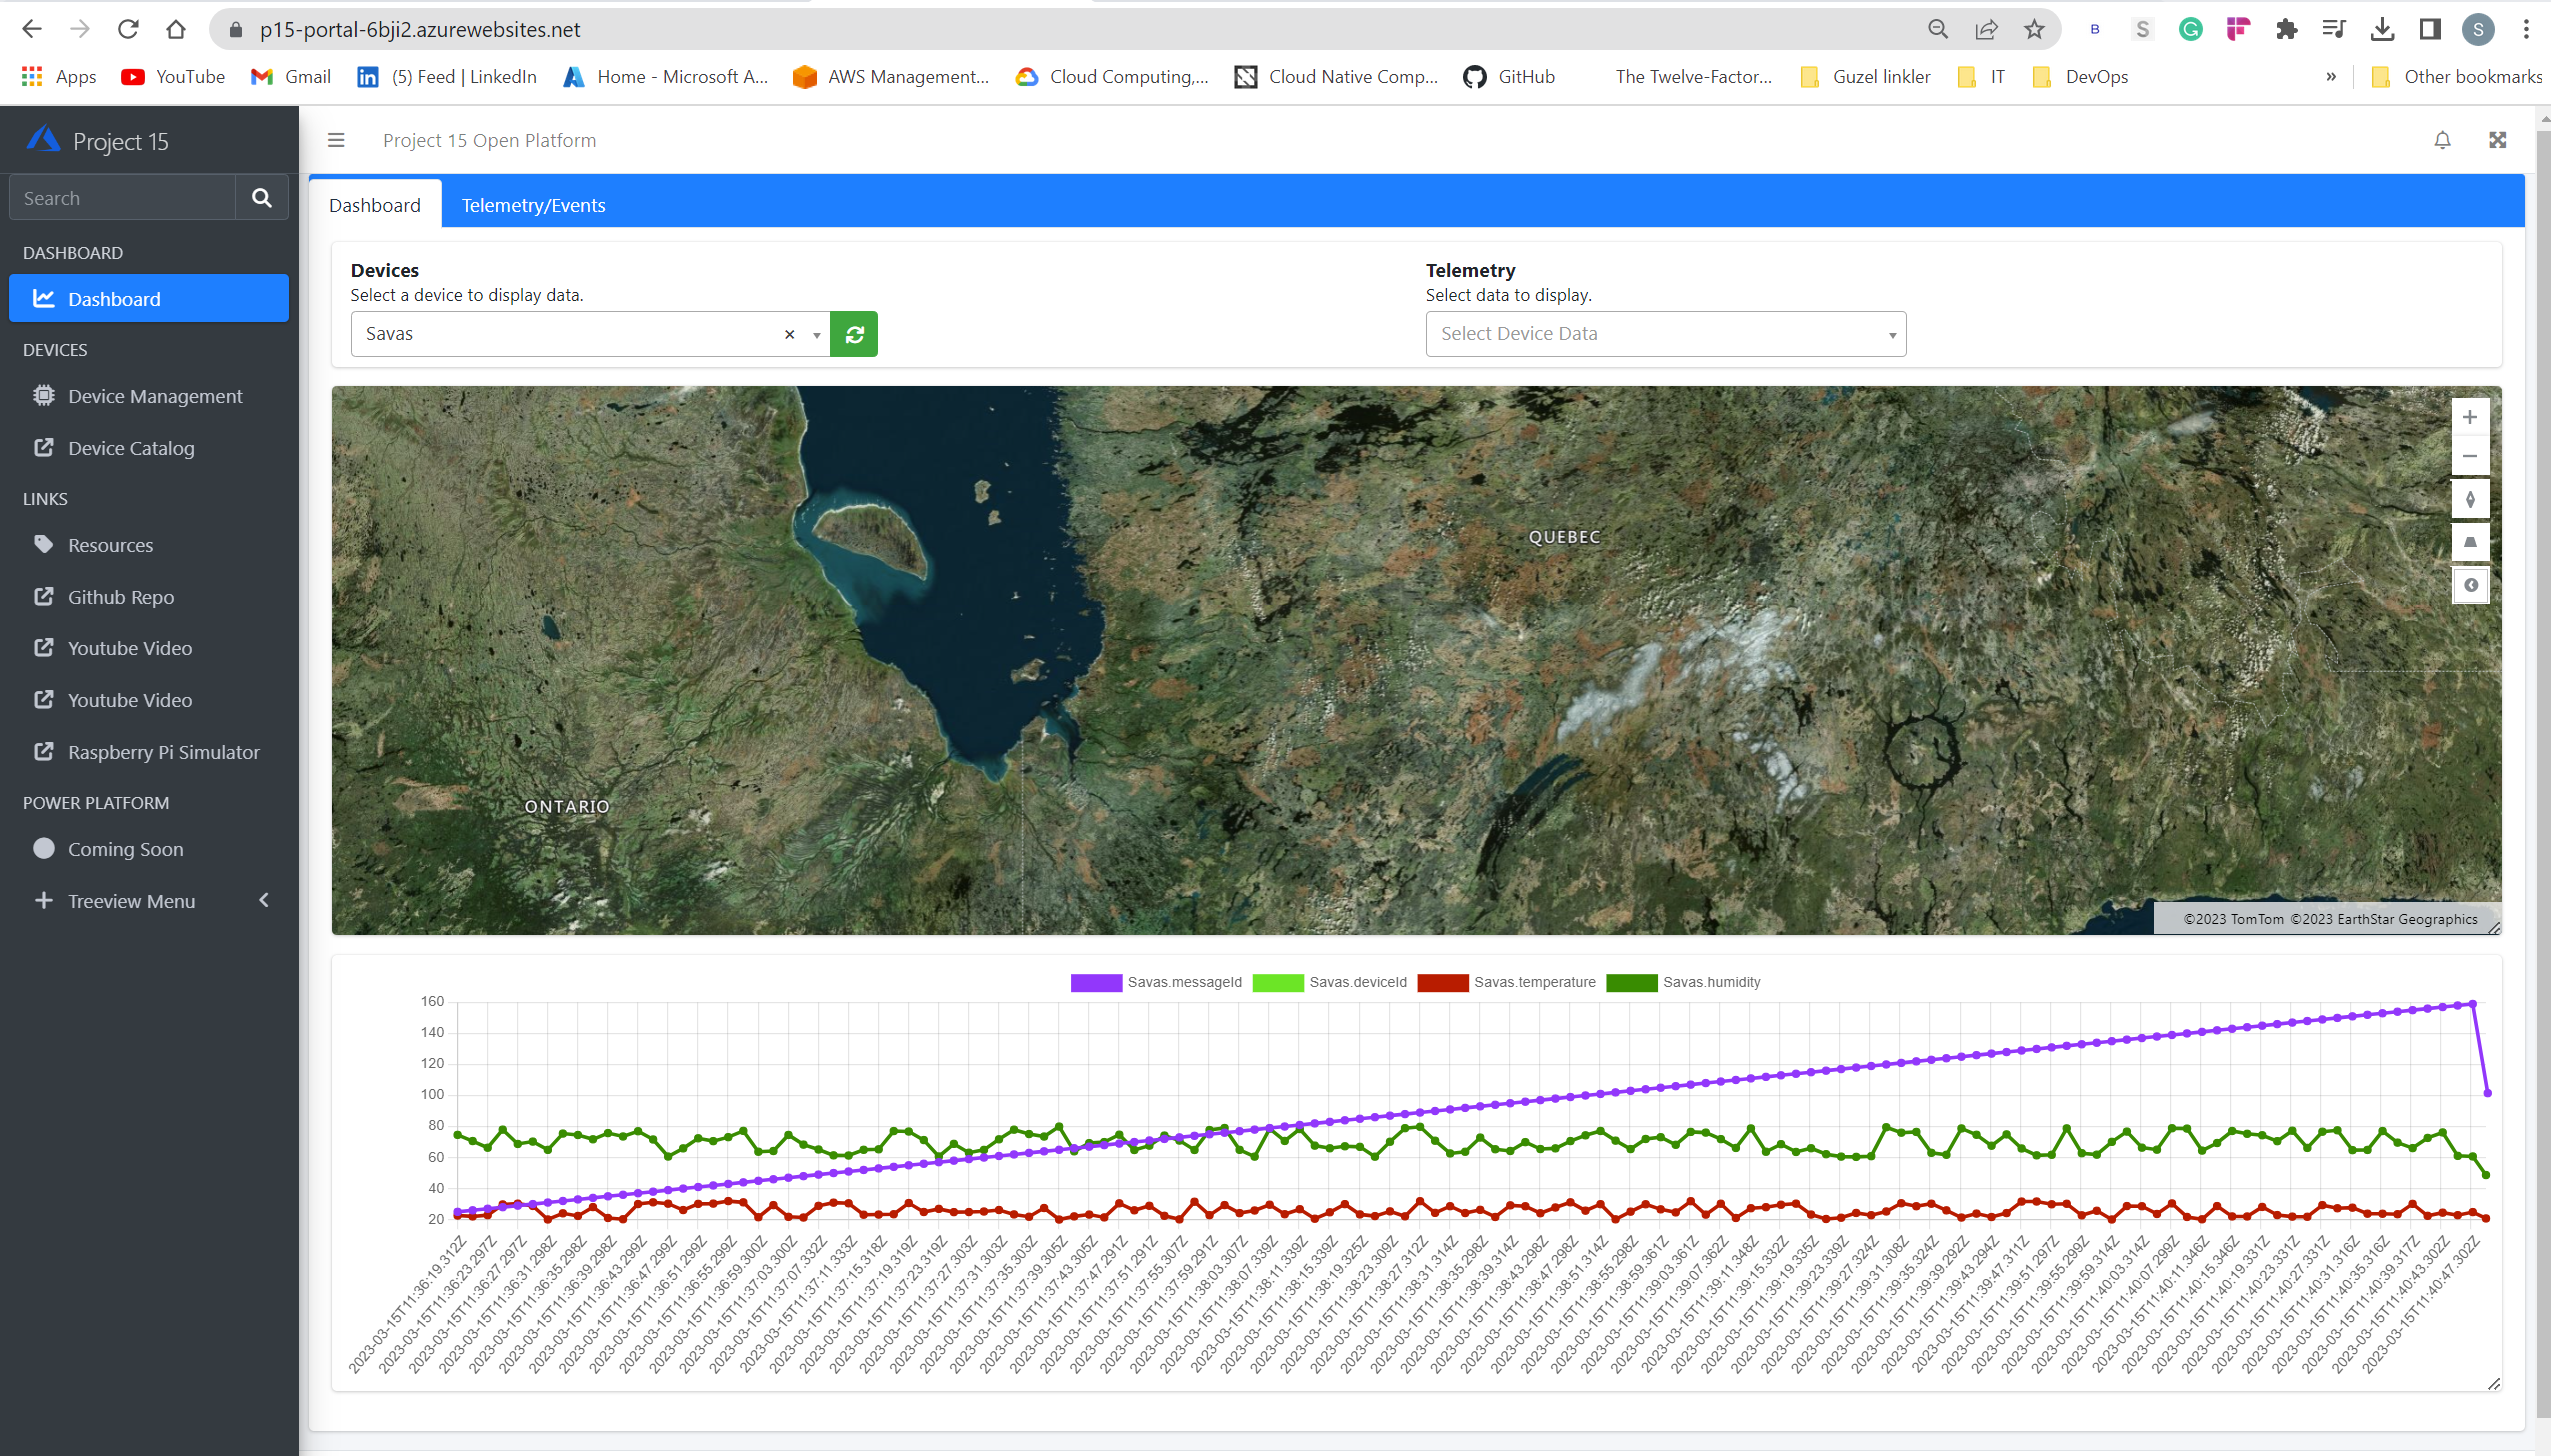 p15-portal-6bji2.azurewebsites.net
B S G S
Apps YouTube Gmail (5) Feed | LinkedIn Home - Microsoft A... AWS Management... Cloud Computing,... Cloud Native Comp... GitHub The Twelve-Factor... Guzel linkler IT DevOps » Other bookmarks
Project 15
Search
DASHBOARD
Dashboard
DEVICES
Device Management
Device Catalog
LINKS
Resources
Github Repo
Youtube Video
Youtube Video
Raspberry Pi Simulator
POWER PLATFORM
Coming Soon
Treeview Menu
Project 15 Open Platform
Dashboard Telemetry/Events
Devices
Select a device to display data.
Savas
Telemetry
Select data to display.
Select Device Data
QUEBEC
ONTARIO
©2023 TomTom ©2023 EarthStar Geographics
Savas.messageId Savas.deviceId Savas.temperature Savas.humidity
160
140
120
100
80
60
40
20
2023-03-15T11:36:19.312Z
2023-03-15T11:36:23.297Z
2023-03-15T11:36:27.297Z
2023-03-15T11:36:31.298Z
2023-03-15T11:36:35.298Z
2023-03-15T11:36:39.298Z
2023-03-15T11:36:43.299Z
2023-03-15T11:36:47.299Z
2023-03-15T11:36:51.299Z
2023-03-15T11:36:55.299Z
2023-03-15T11:36:59.300Z
2023-03-15T11:37:03.300Z
2023-03-15T11:37:07.332Z
2023-03-15T11:37:11.333Z
2023-03-15T11:37:15.318Z
2023-03-15T11:37:19.319Z
2023-03-15T11:37:23.319Z
2023-03-15T11:37:27.303Z
2023-03-15T11:37:31.303Z
2023-03-15T11:37:35.303Z
2023-03-15T11:37:39.305Z
2023-03-15T11:37:43.305Z
2023-03-15T11:37:47.291Z
2023-03-15T11:37:51.291Z
2023-03-15T11:37:55.307Z
2023-03-15T11:37:59.291Z
2023-03-15T11:38:03.307Z
2023-03-15T11:38:07.339Z
2023-03-15T11:38:11.339Z
2023-03-15T11:38:15.339Z
2023-03-15T11:38:19.325Z
2023-03-15T11:38:23.309Z
2023-03-15T11:38:27.312Z
2023-03-15T11:38:31.314Z
2023-03-15T11:38:35.298Z
2023-03-15T11:38:39.314Z
2023-03-15T11:38:43.298Z
2023-03-15T11:38:47.298Z
2023-03-15T11:38:51.314Z
2023-03-15T11:38:55.298Z
2023-03-15T11:38:59.361Z
2023-03-15T11:39:03.361Z
2023-03-15T11:39:07.362Z
2023-03-15T11:39:11.348Z
2023-03-15T11:39:15.332Z
2023-03-15T11:39:19.335Z
2023-03-15T11:39:23.339Z
2023-03-15T11:39:27.324Z
2023-03-15T11:39:31.308Z
2023-03-15T11:39:35.324Z
2023-03-15T11:39:39.292Z
2023-03-15T11:39:43.294Z
2023-03-15T11:39:47.311Z
2023-03-15T11:39:51.297Z
2023-03-15T11:39:55.299Z
2023-03-15T11:39:59.314Z
2023-03-15T11:40:03.314Z
2023-03-15T11:40:07.299Z
2023-03-15T11:40:11.346Z
2023-03-15T11:40:15.346Z
2023-03-15T11:40:19.331Z
2023-03-15T11:40:23.331Z
2023-03-15T11:40:27.331Z
2023-03-15T11:40:31.316Z
2023-03-15T11:40:35.316Z
2023-03-15T11:40:39.317Z
2023-03-15T11:40:43.302Z
2023-03-15T11:40:47.302Z